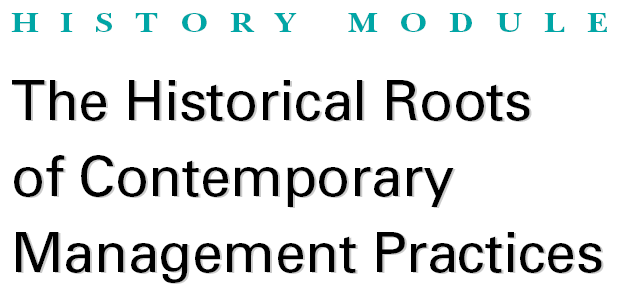 HISTORY MODULE
The Historical Roots
of Contemporary
Management Practices